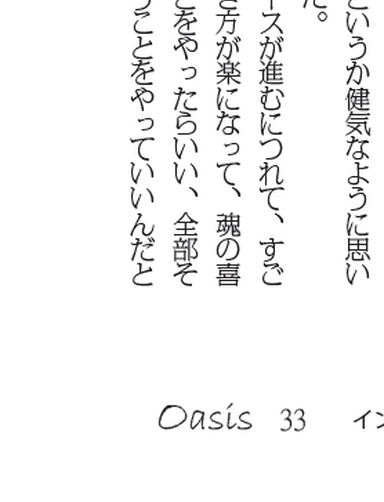 というか健気なように思い
た。
ースが進むにつれて、すご
き方が楽になって、魂の喜
とをやったらいい、全部そ
うことをやっていいんだと
Oasis 33 イン